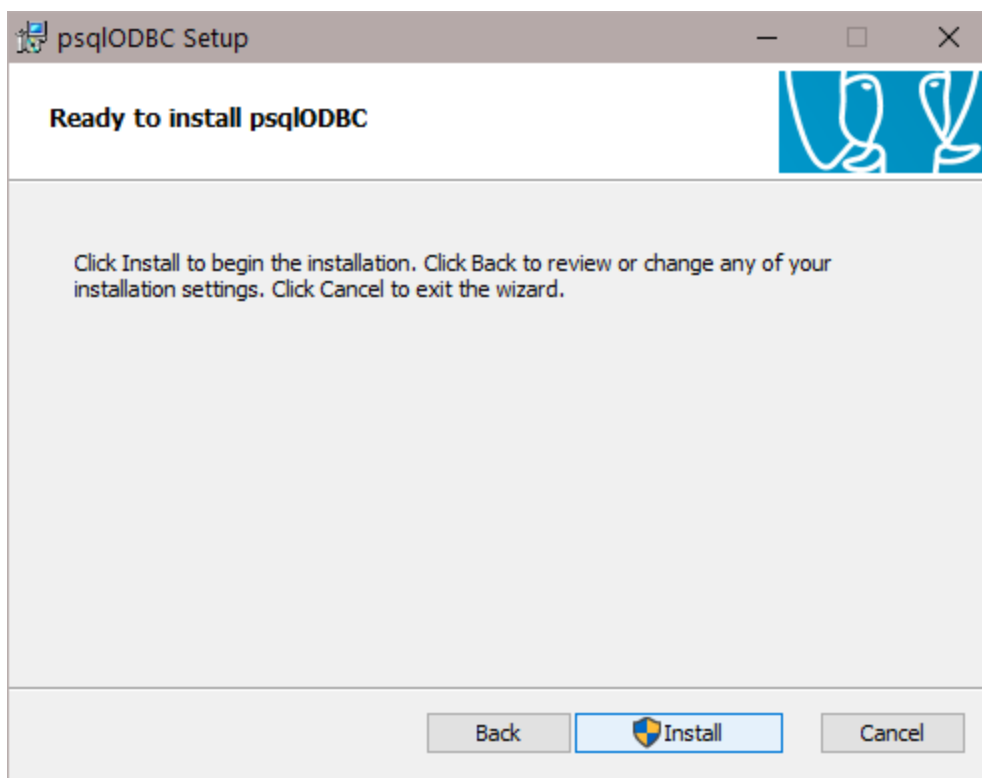 psqlODBC Setup
Ready to install psqlODBC
Click Install to begin the installation. Click Back to review or change any of your
installation settings. Click Cancel to exit the wizard.
Back
Install
Cancel